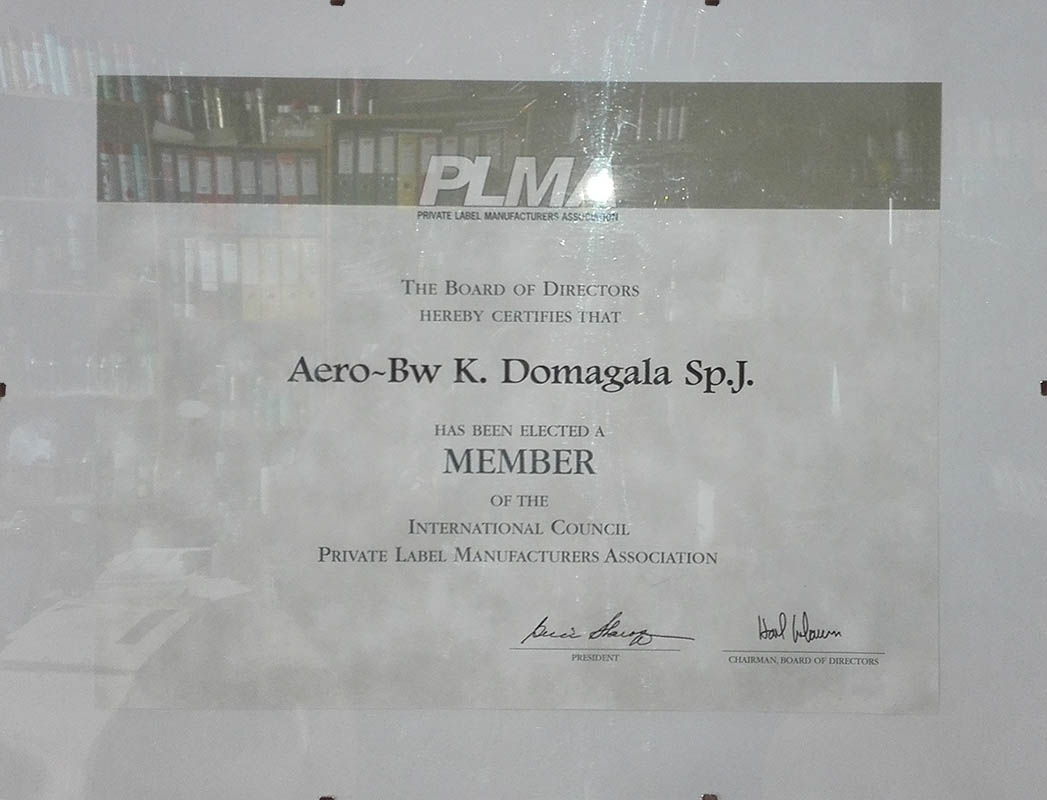 PLMA
PRIVATE LABEL MANUFACTURERS ASSOCIATION
THE BOARD OF DIRECTORS
HEREBY CERTIFIES THAT
Aero~Bw K. Domagala Sp.J.
HAS BEEN ELECTED A
MEMBER
OF THE
INTERNATIONAL COUNCIL
PRIVATE LABEL MANUFACTURERS ASSOCIATION
PRESIDENT
CHAIRMAN, BOARD OF DIRECTORS